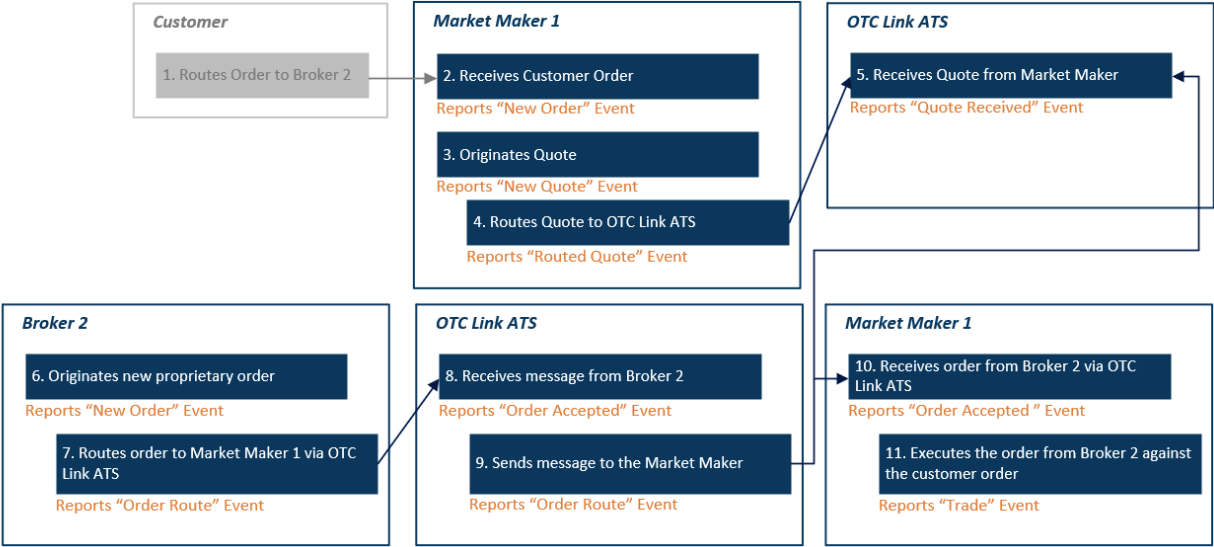 Customer
1. Routes Order to Broker 2
Market Maker 1
2. Receives Customer Order
Reports “New Order” Event
3. Originates Quote
Reports “New Quote” Event
4. Routes Quote to OTC Link ATS
Reports “Routed Quote” Event
OTC Link ATS
5. Receives Quote from Market Maker
Reports “Quote Received” Event
Broker 2
6. Originates new proprietary order
Reports “New Order” Event
7. Routes order to Market Maker 1 via OTC
Link ATS
Reports “Order Route” Event
OTC Link ATS
8. Receives message from Broker 2
Reports “Order Accepted” Event
9. Sends message to the Market Maker
Reports “Order Route” Event
Market Maker 1
10. Receives order from Broker 2 via OTC
Link ATS
Reports “Order Accepted ” Event
11. Executes the order from Broker 2 against
the customer order
Reports “Trade” Event